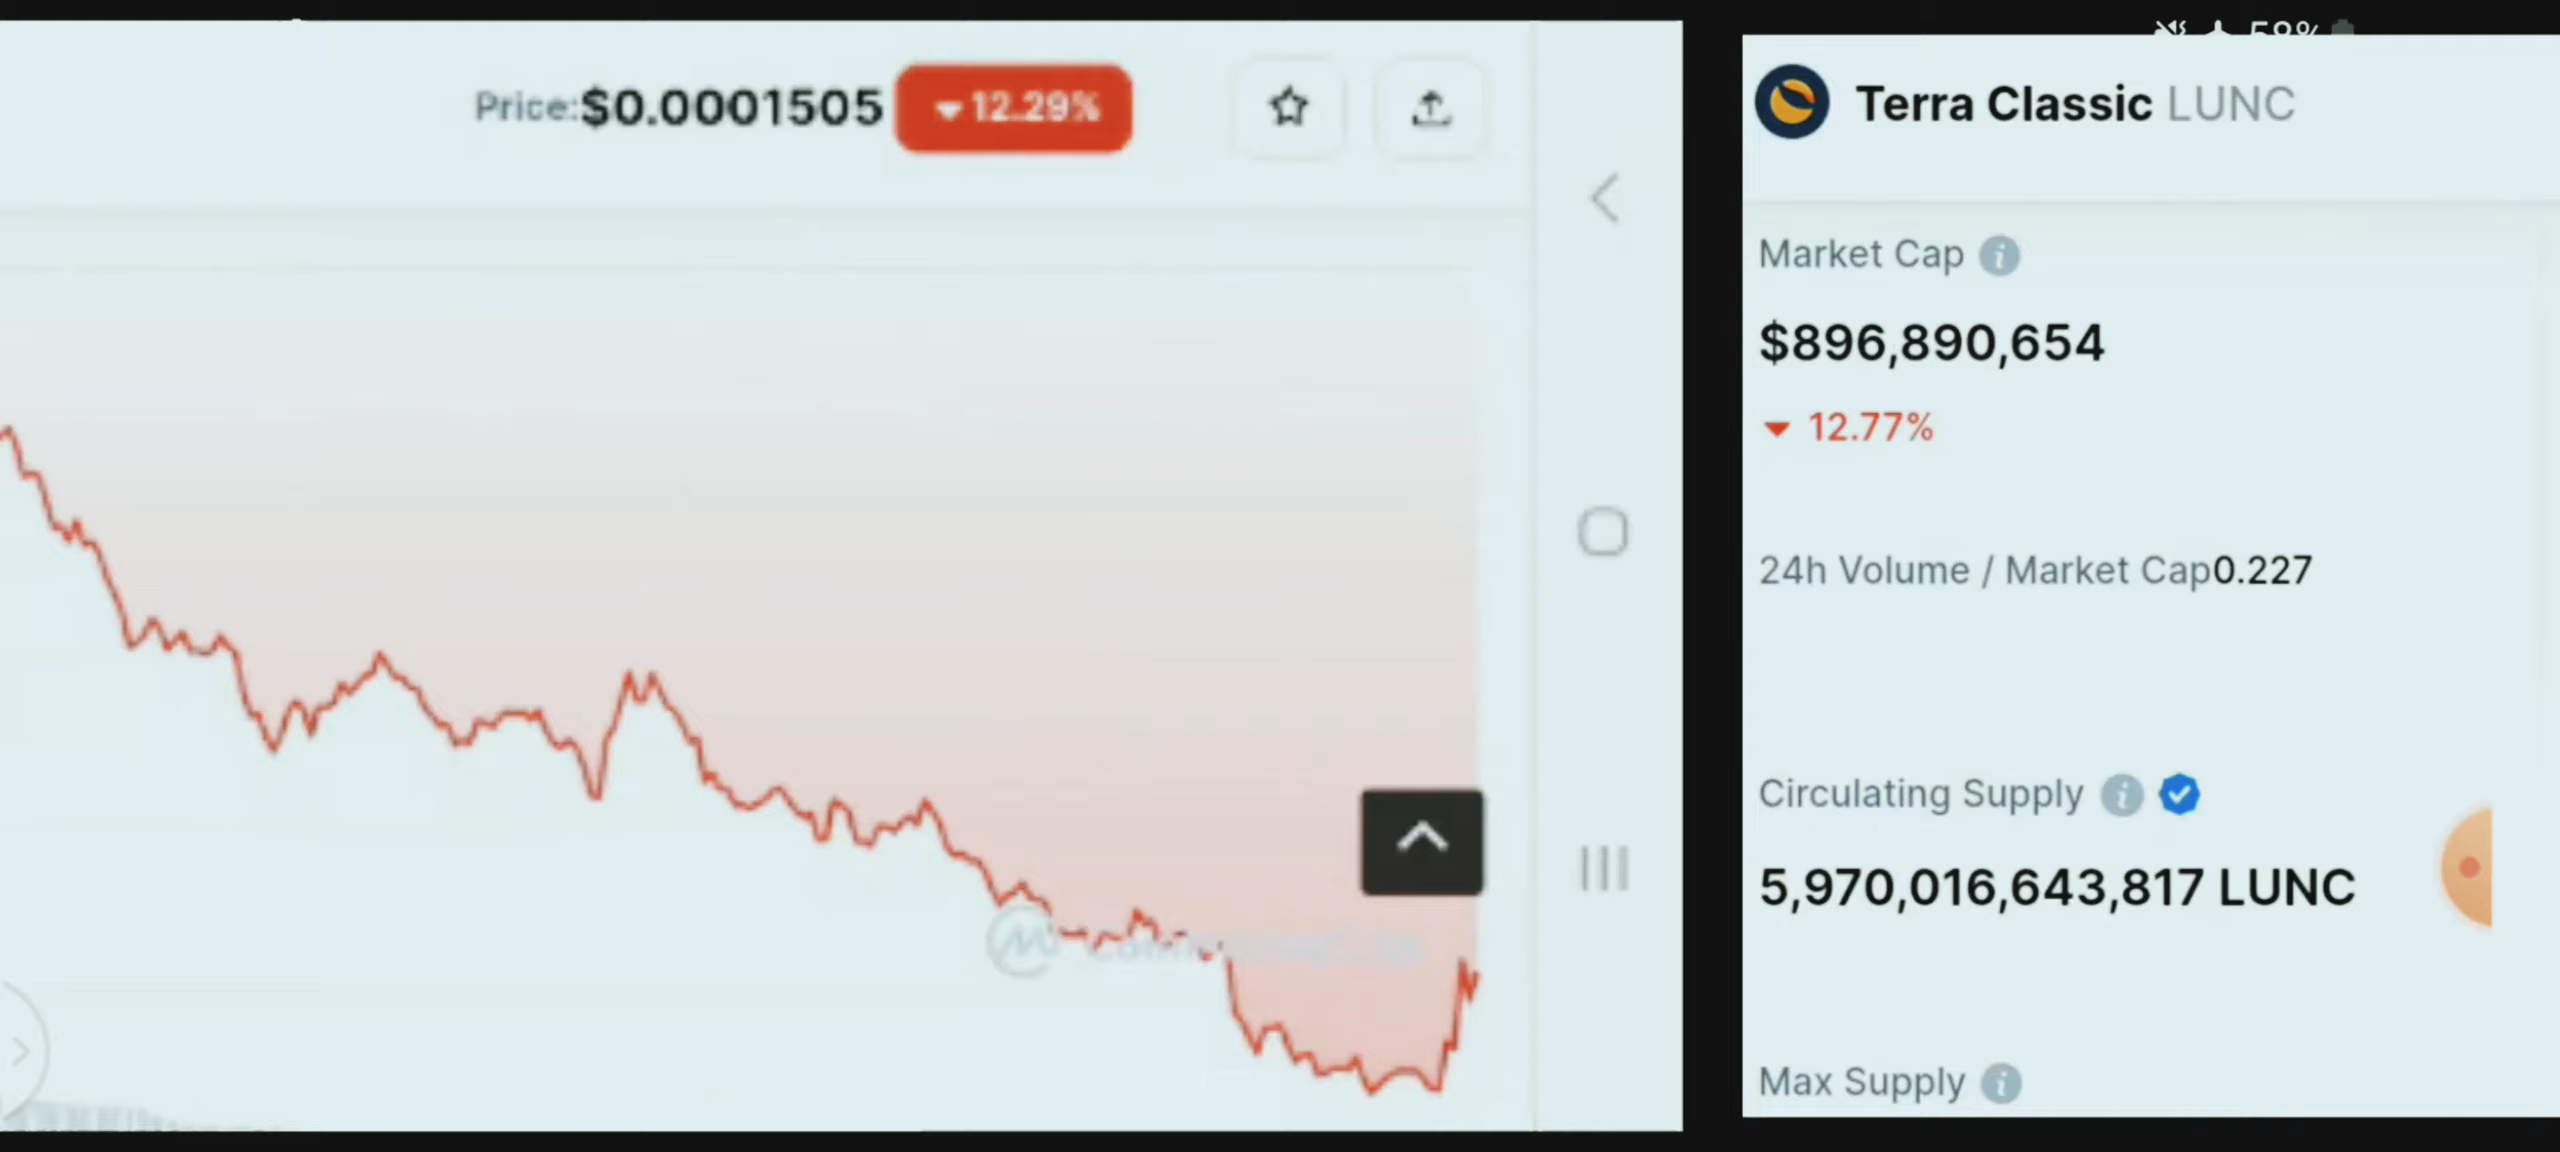 Price:$0.0001505 12.29%
58%
Terra Classic LUNC
Market Cap
$896,890,654
12.77%
24h Volume / Market Cap0.227
Circulating Supply
5,970,016,643,817 LUNC
Max Supply